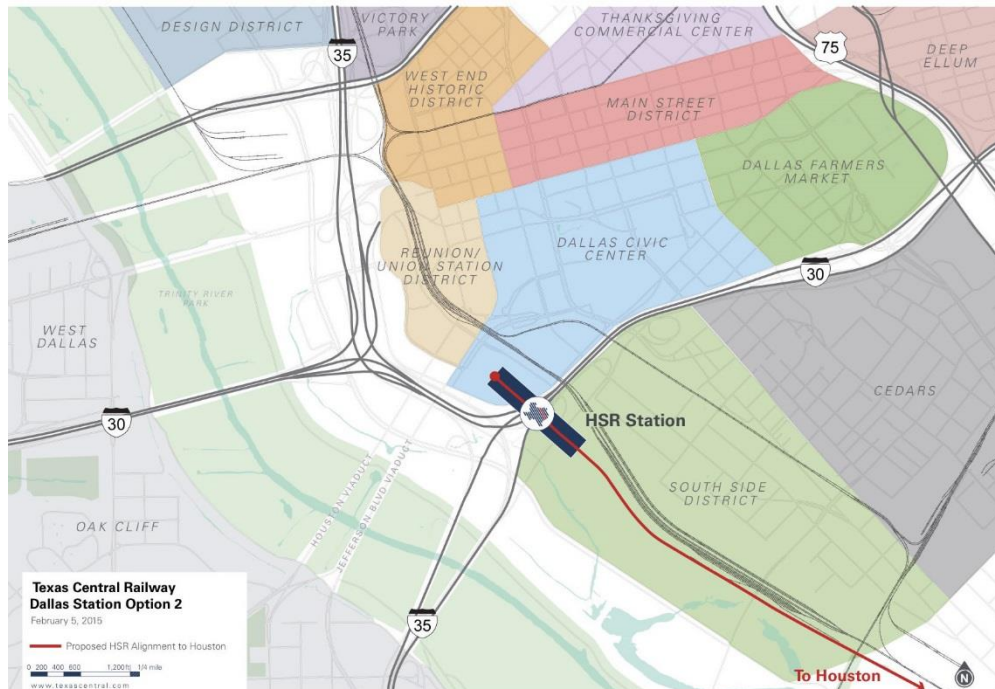 DESIGN DISTRICT
VICTORY
PARK
35
THANKSGIVING
COMMERCIAL CENTER
75
DEEP
ELLUM
WEST END
HISTORIC
DISTRICT
MAIN STREET
DISTRICT
DALLAS FARMERS
MARKET
REUNION/
UNION STATION
DISTRICT
DALLAS CIVIC
CENTER
30
TRINITY RIVER
PARK
WEST
DALLAS
30
CEDARS
HSR Station
SOUTH SIDE
DISTRICT
HOUSTON VIADUCT
JEFFERSON BLVD VIADUCT
OAK CLIFF
35
Texas Central Railway
Dallas Station Option 2
February 5, 2015
Proposed HSR Alignment to Houston
0 200 400 600 1,200ft 1/4 mile
www.texascentral.com
To Houston
N